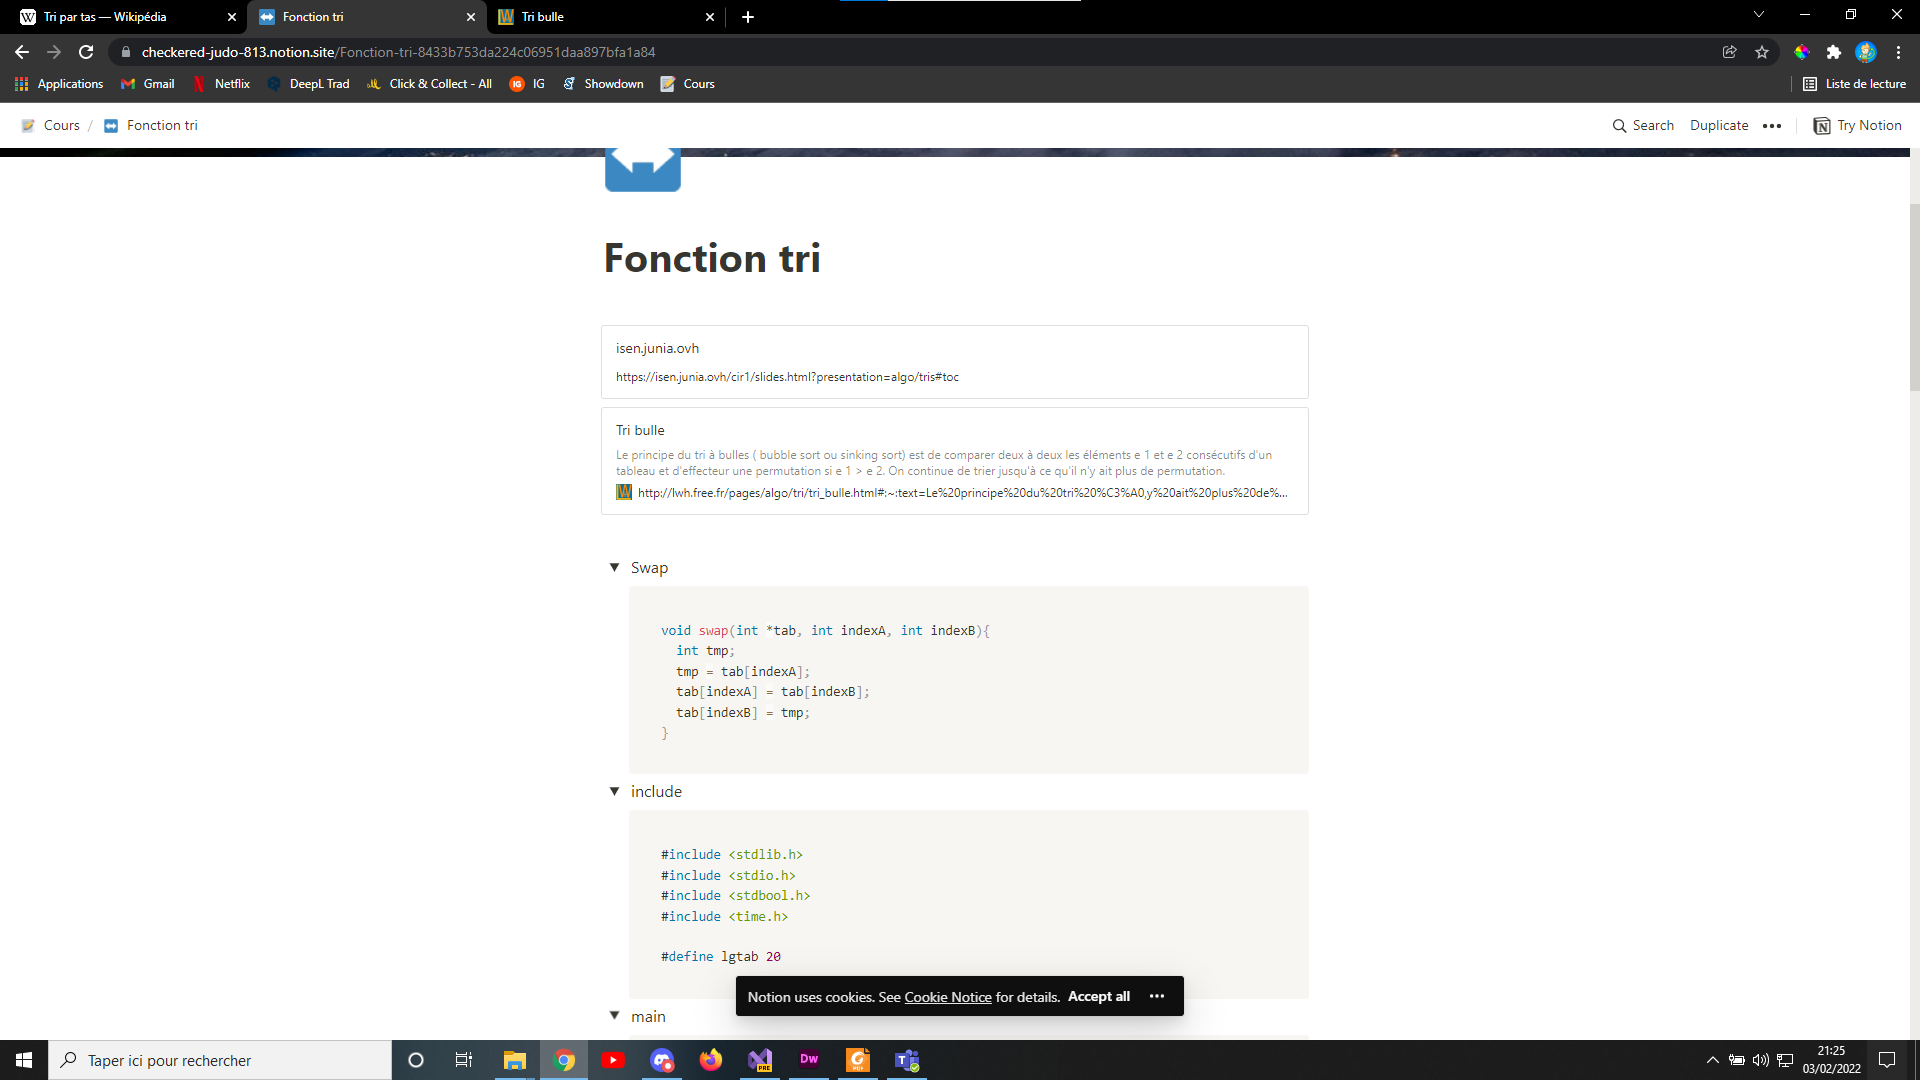 Tri par tas — Wikipédia
Fonction tri
Tri bulle
checkered-judo-813.notion.site/Fonction-tri-8433b753da224c06951daa897bfa1a84
Applications
Gmail
Netflix
DeepL Trad
Click & Collect - All
IG
Showdown
Cours
Liste de lecture
Cours / Fonction tri
Search
Duplicate
Try Notion
Fonction tri
isen.junia.ovh
https://isen.junia.ovh/cir1/slides.html?presentation=algo/tris#toc
Tri bulle
Le principe du tri à bulles ( bubble sort ou sinking sort) est de comparer deux à deux les éléments e 1 et e 2 consécutifs d'un
tableau et d'effecteur une permutation si e 1 > e 2. On continue de trier jusqu'à ce qu'il n'y ait plus de permutation.
http://lwh.free.fr/pages/algo/tri/tri_bulle.html#:~:text=Le%20principe%20du%20tri%20%C3%A0,y%20ait%20plus%20de%...
Swap
void swap(int *tab, int indexA, int indexB){
int tmp;
tmp = tab[indexA];
tab[indexA] = tab[indexB];
tab[indexB] = tmp;
}
include
#include <stdlib.h>
#include <stdio.h>
#include <stdbool.h>
#include <time.h>
#define lgtab 20
Notion uses cookies. See Cookie Notice for details. Accept all
main
Taper ici pour rechercher
21:25
03/02/2022